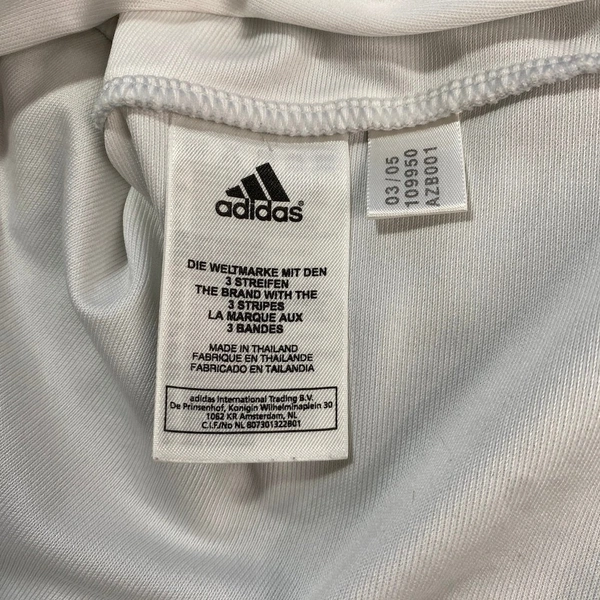 adidas®
DIE WELTMARKE MIT DEN
3 STREIFEN
THE BRAND WITH THE
3 STRIPES
LA MARQUE AUX
3 BANDES
MADE IN THAILAND
FABRIQUE EN THAILANDE
FABRICADO EN TAILANDIA
adidas International Trading B.V.
De Prinsenhof, Konigin Wilhelminaplein 30
1062 KR Amsterdam, NL
C.I.F./No NL 807301322B01
03/05
109950
AZB001